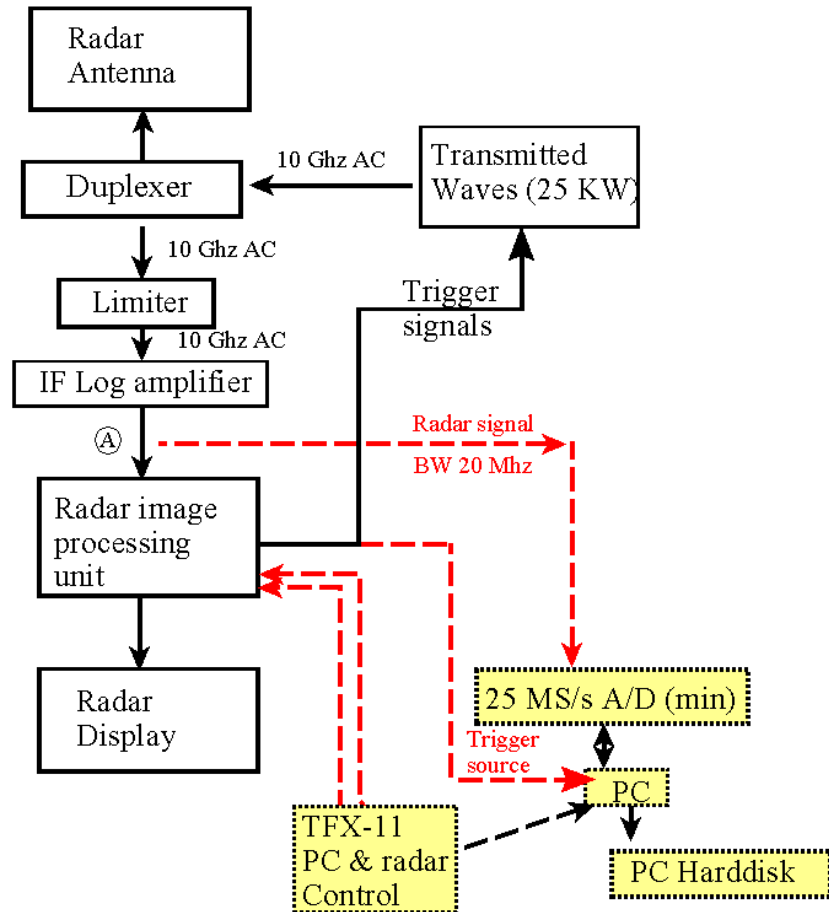 Radar
Antenna
10 Ghz AC
Transmitted
Waves (25 KW)
Duplexer
10 Ghz AC
Limiter
Trigger
signals
10 Ghz AC
IF Log amplifier
A
Radar signal
BW 20 Mhz
Radar image
processing
unit
Radar
Display
25 MS/s A/D (min)
Trigger
source
PC
TFX-11
PC & radar
Control
PC Harddisk